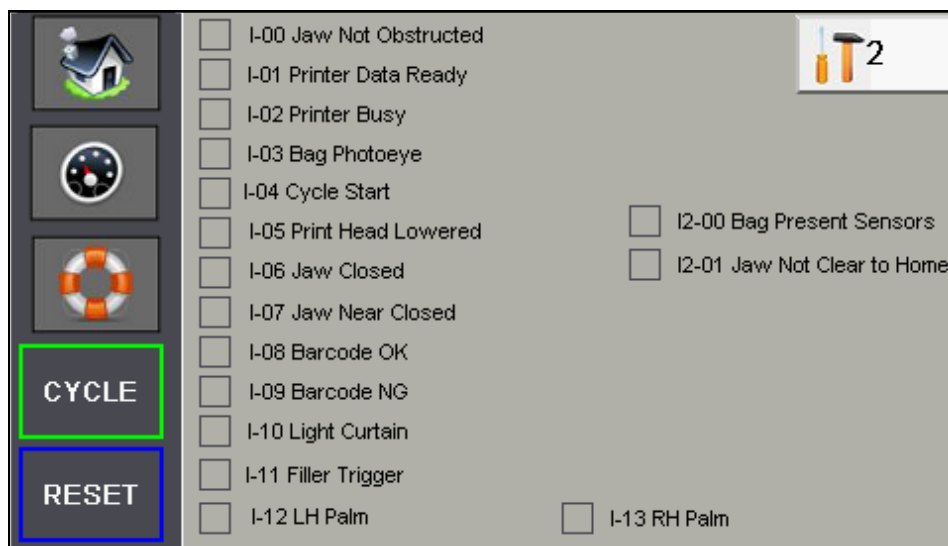 I-00 Jaw Not Obstructed
2
I-01 Printer Data Ready
I-02 Printer Busy
I-03 Bag Photoeye
I-04 Cycle Start
I-05 Print Head Lowered
I2-00 Bag Present Sensors
I-06 Jaw Closed
I2-01 Jaw Not Clear to Home
I-07 Jaw Near Closed
I-08 Barcode OK
CYCLE
I-09 Barcode NG
I-10 Light Curtain
I-11 Filler Trigger
RESET
I-12 LH Palm
I-13 RH Palm